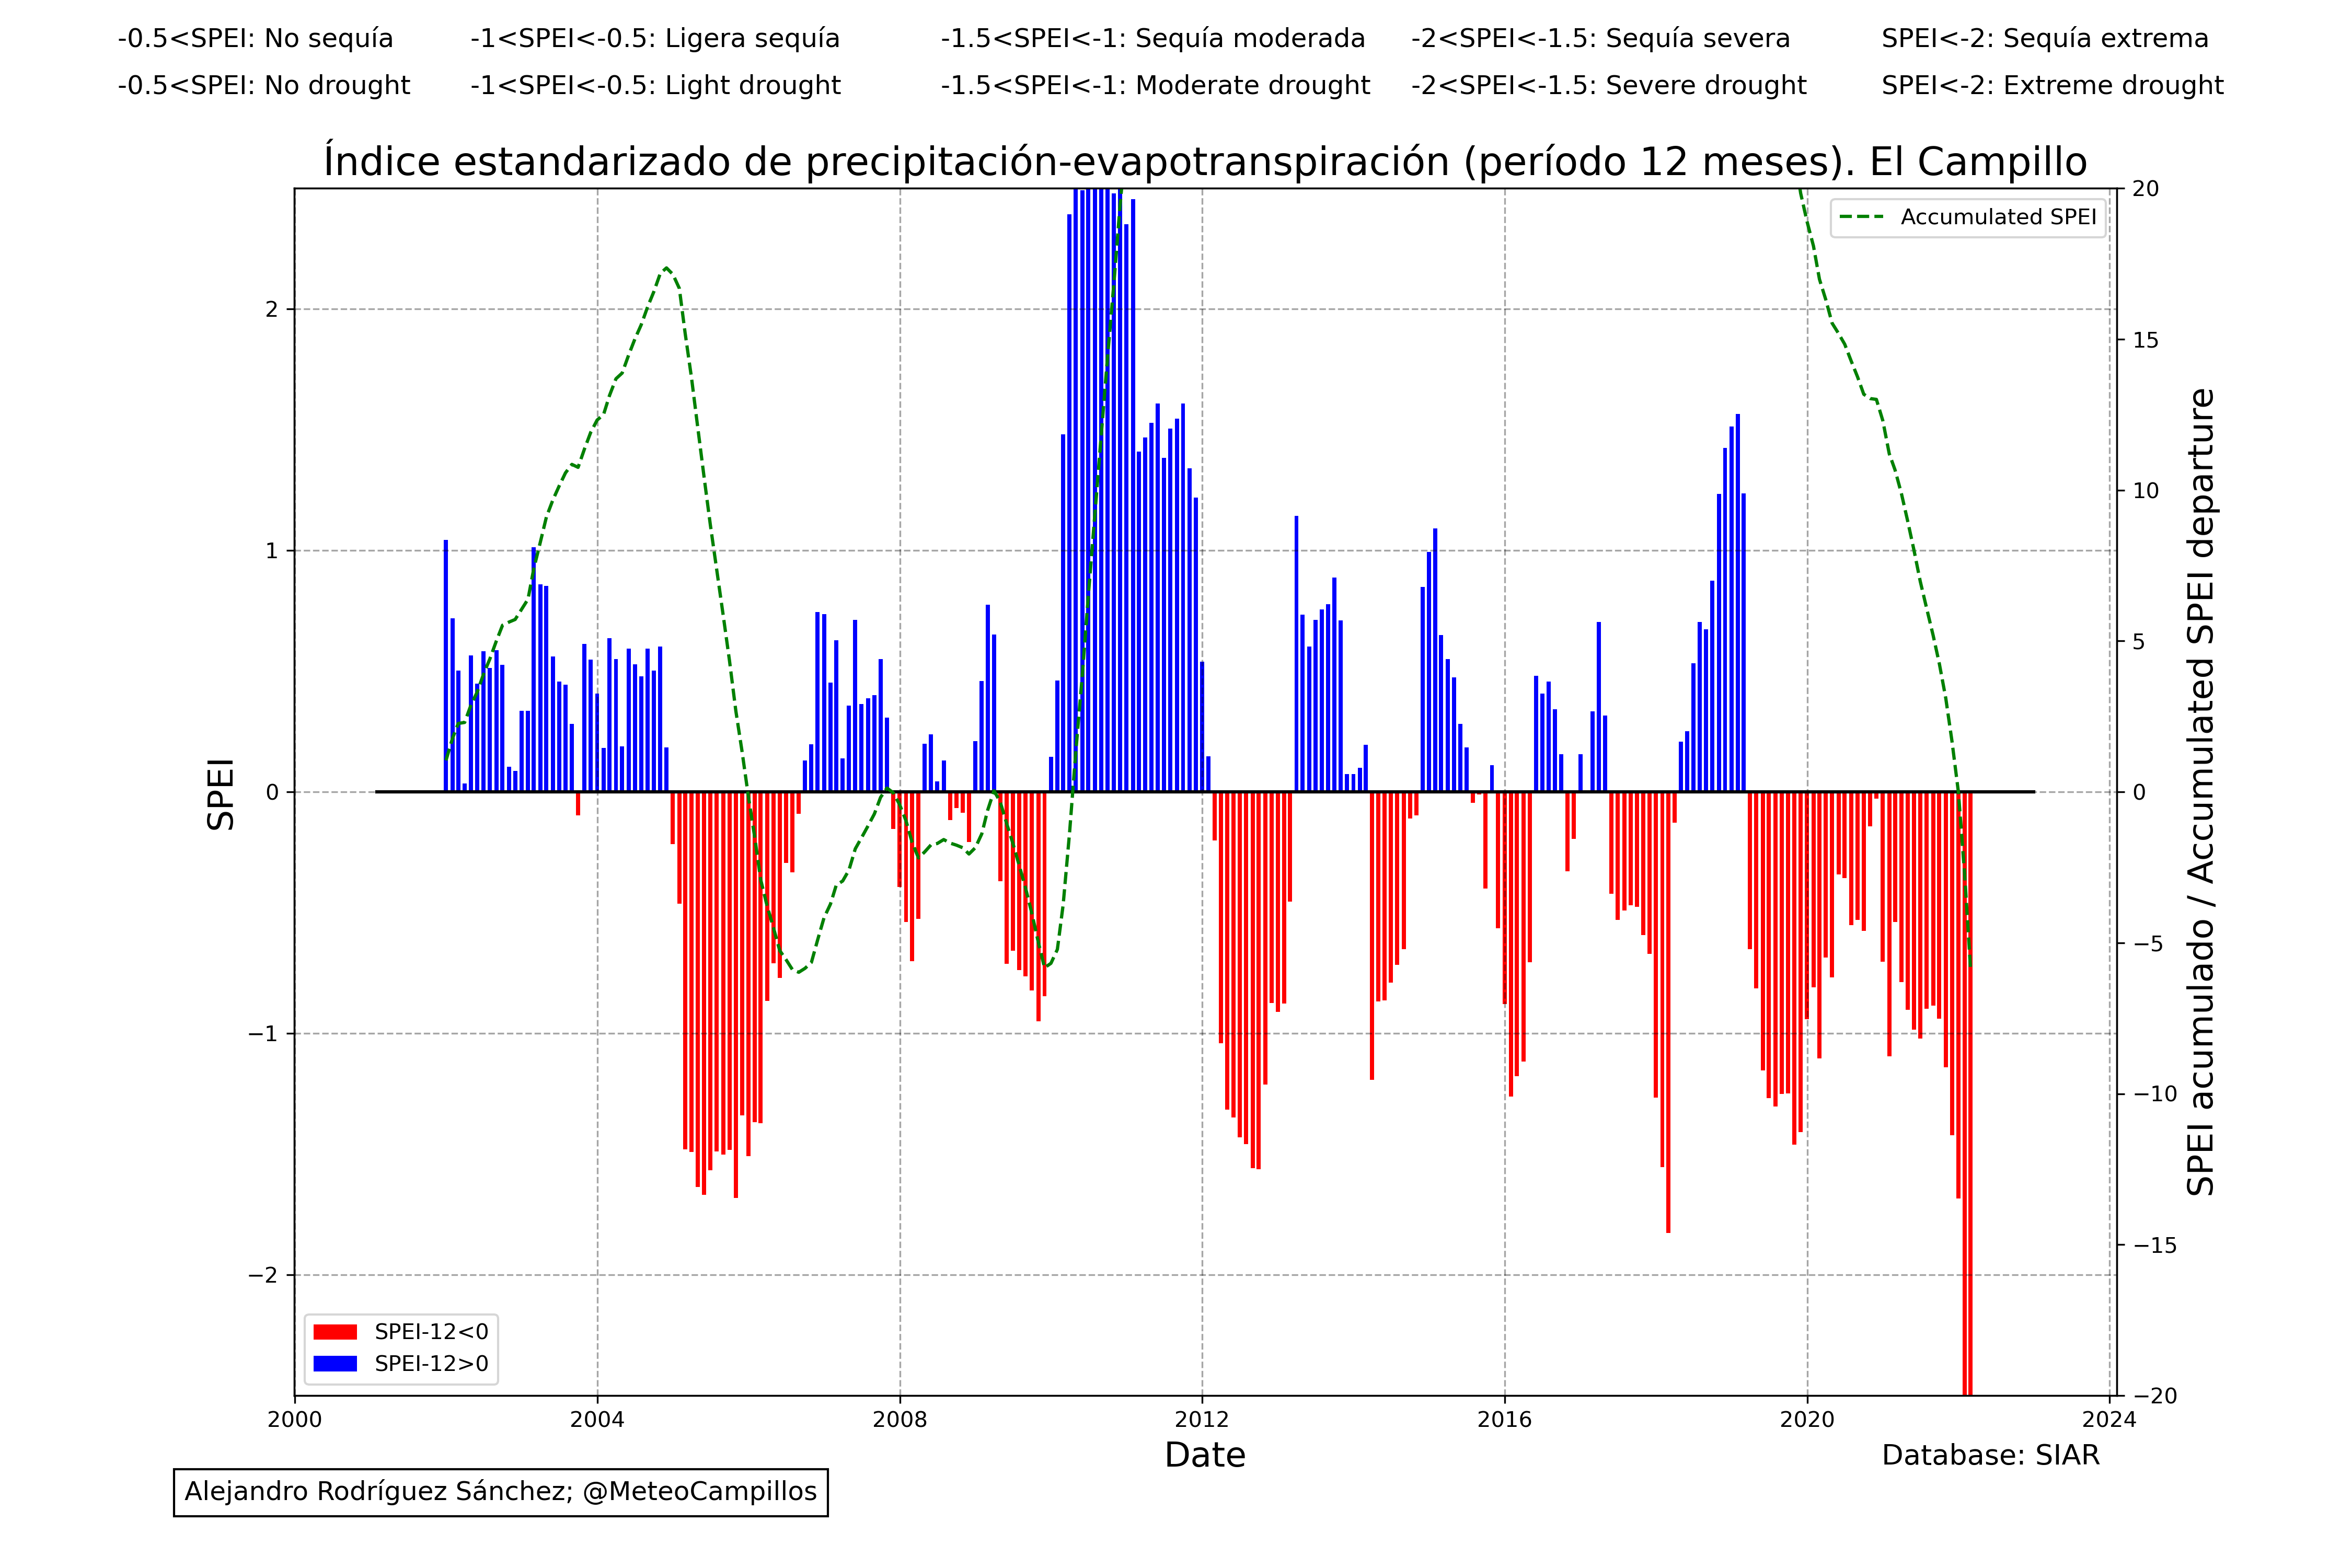 -0.5<SPEI: No sequía
-1<SPEI<-0.5: Ligera sequía
-1.5<SPEI<-1: Sequía moderada
-2<SPEI<-1.5: Sequía severa
SPEI<-2: Sequía extrema
-0.5<SPEI: No drought
-1<SPEI<-0.5: Light drought
-1.5<SPEI<-1: Moderate drought
-2<SPEI<-1.5: Severe drought
SPEI<-2: Extreme drought
Índice estandarizado de precipitación-evapotranspiración (período 12 meses). El Campillo
SPEI
2
1
0
−1
−2
Accumulated SPEI
SPEI-12<0
SPEI-12>0
20
15
10
5
0
−5
−10
−15
−20
SPEI acumulado / Accumulated SPEI departure
2000
2004
2008
2012
2016
2020
2024
Date
Database: SIAR
Alejandro Rodríguez Sánchez; @MeteoCampillos